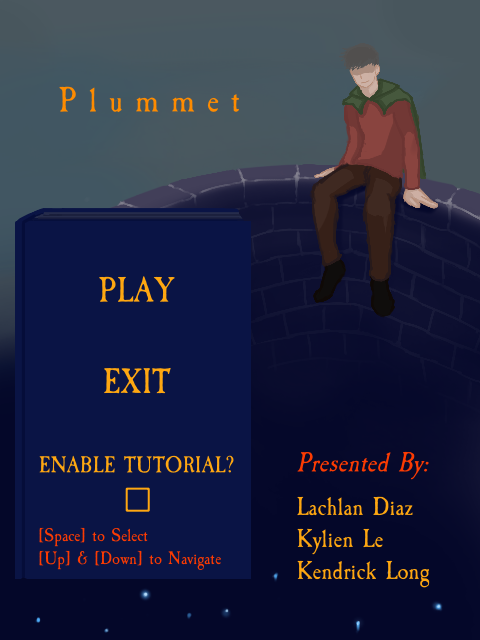 Plummet
PLAY
EXIT
ENABLE TUTORIAL?
[Space] to Select
[Up] & [Down] to Navigate
Presented By:
Lachlan Diaz
Kylien Le
Kendrick Long